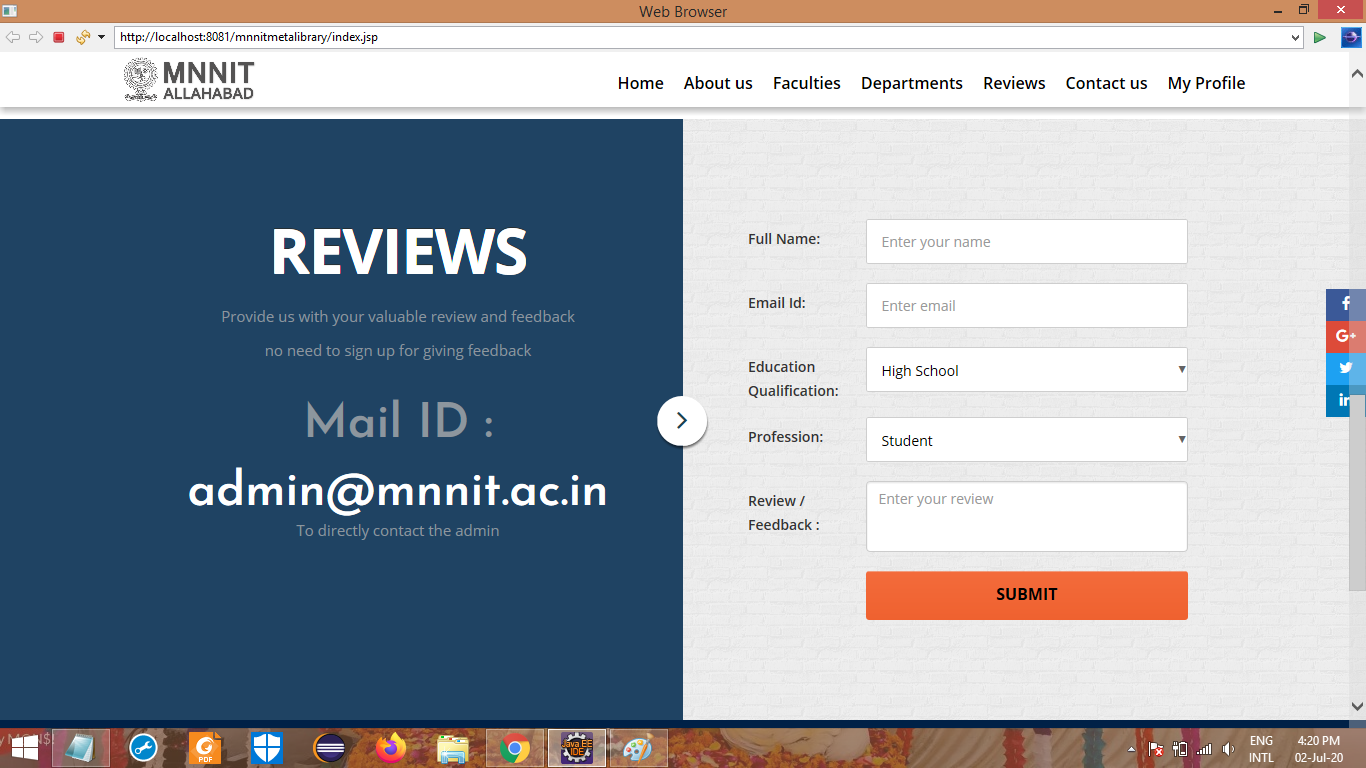 Web Browser
http://localhost:8081/mnnitmetalibrary/index.jsp
MNNIT
ALLAHABAD
Home About us Faculties Departments Reviews Contact us My Profile
REVIEWS
Provide us with your valuable review and feedback
no need to sign up for giving feedback
Mail ID :
admin@mnnit.ac.in
To directly contact the admin
Full Name:
Enter your name
Email Id:
Enter email
Education
Qualification:
High School
Profession:
Student
Review /
Feedback :
Enter your review
SUBMIT
f
G+
in
PDF
Java EE
IDE
ENG
INTL
4:20 PM
02-Jul-20